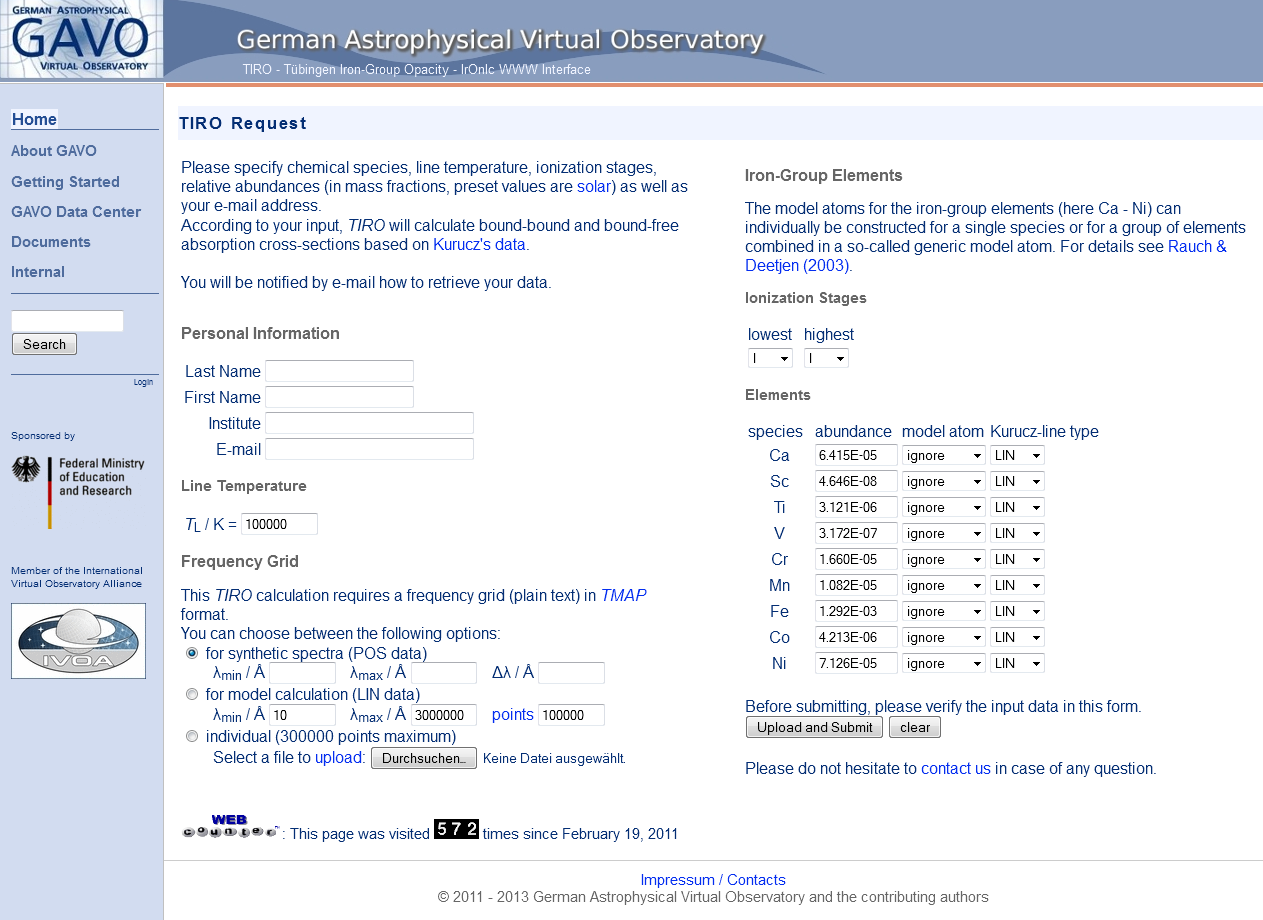 GERMAN ASTROPHYSICAL
GAVO
VIRTUAL OBSERVATORY
German Astrophysical Virtual Observatory
TIRO - Tübingen Iron-Group Opacity - IrOnIc WWW Interface
Home
About GAVO
Getting Started
GAVO Data Center
Documents
Internal
Search
Login
Sponsored by
Federal Ministry
of Education
and Research
Member of the International
Virtual Observatory Alliance
IVOA
TIRO Request
Please specify chemical species, line temperature, ionization stages,
relative abundances (in mass fractions, preset values are solar) as well as
your e-mail address.
According to your input, TIRO will calculate bound-bound and bound-free
absorption cross-sections based on Kurucz's data.
You will be notified by e-mail how to retrieve your data.
Personal Information
Last Name
First Name
Institute
E-mail
Line Temperature
TL / K = 100000
Frequency Grid
This TIRO calculation requires a frequency grid (plain text) in TMAP
format.
You can choose between the following options:
for synthetic spectra (POS data)
λmin / Å λmax / Å Δλ / Å
for model calculation (LIN data)
λmin / Å 10 λmax / Å 3000000 points 100000
individual (300000 points maximum)
Select a file to upload: Durchsuchen... Keine Datei ausgewählt.
WEB
counter™: This page was visited 572 times since February 19, 2011
Iron-Group Elements
The model atoms for the iron-group elements (here Ca - Ni) can
individually be constructed for a single species or for a group of elements
combined in a so-called generic model atom. For details see Rauch &
Deetjen (2003).
Ionization Stages
lowest highest
I I
Elements
species abundance model atom Kurucz-line type
Ca 6.415E-05 ignore LIN
Sc 4.646E-08 ignore LIN
Ti 3.121E-06 ignore LIN
V 3.172E-07 ignore LIN
Cr 1.660E-05 ignore LIN
Mn 1.082E-05 ignore LIN
Fe 1.292E-03 ignore LIN
Co 4.213E-06 ignore LIN
Ni 7.126E-05 ignore LIN
Before submitting, please verify the input data in this form.
Upload and Submit clear
Please do not hesitate to contact us in case of any question.
Impressum / Contacts
© 2011 - 2013 German Astrophysical Virtual Observatory and the contributing authors